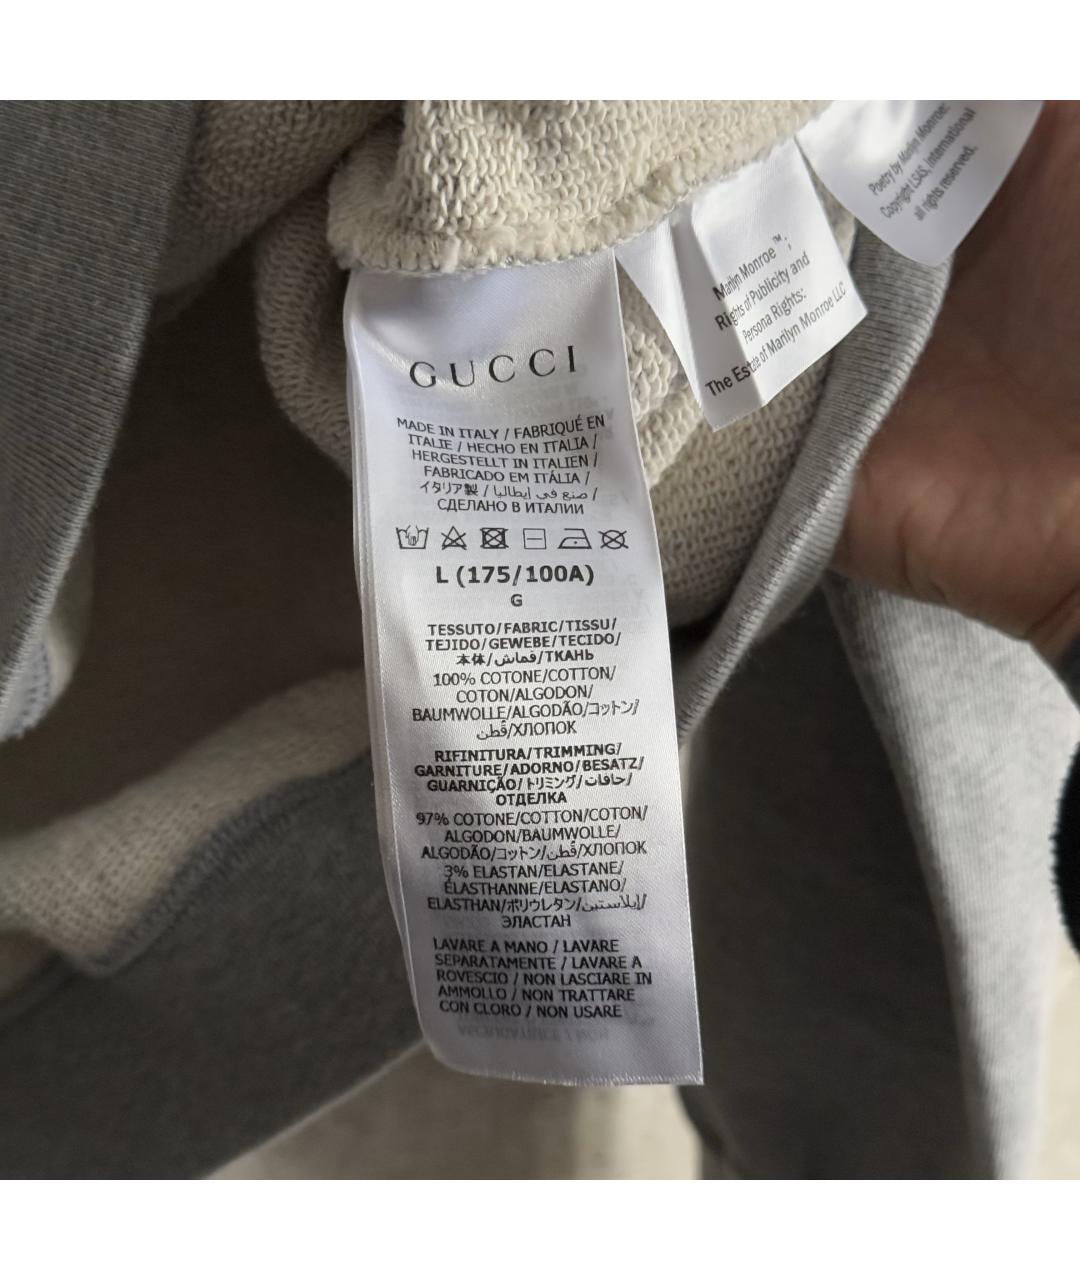 GUCCI
MADE IN ITALY / FABRIQUÉ EN
ITALIE / HECHO EN ITALIA /
HERGESTELLT IN ITALIEN /
FABRICADO EM ITÁLIA /
イタリア製 / صنع في إيطاليا /
СДЕЛАНО В ИТАЛИИ
L (175/100A)
G
TESSUTO/FABRIC/TISSU/
TEJIDO/GEWEBE/TECIDO/
本体/قماش/ТКАНЬ
100% COTONE/COTTON/
COTON/ALGODON/
BAUMWOLLE/ALGODÃO/コットン/
قُطن/ХЛОПОК
RIFINITURA/TRIMMING/
GARNITURE/ADORNO/BESATZ/
GUARNIÇÃO/トリミング/حافات/
ОТДЕЛКА
97% COTONE/COTTON/COTON/
ALGODON/BAUMWOLLE/
ALGODÃO/コットン/قُطن/ХЛОПОК
3% ELASTAN/ELASTANE/
ÉLASTHANNE/ELASTANO/
ELASTHAN/ポリウレタン/إيلاستين/
ЭЛАСТАН
LAVARE A MANO / LAVARE
SEPARATAMENTE / LAVARE A
ROVESCIO / NON LASCIARE IN
AMMOLLO / NON TRATTARE
CON CLORO / NON USARE
Marilyn Monroe™;
Rights of Publicity and
Persona Rights:
The Estate of Marilyn Monroe LLC
Poetry by Marilyn Monroe:
Copyright LSAS, International
all rights reserved.